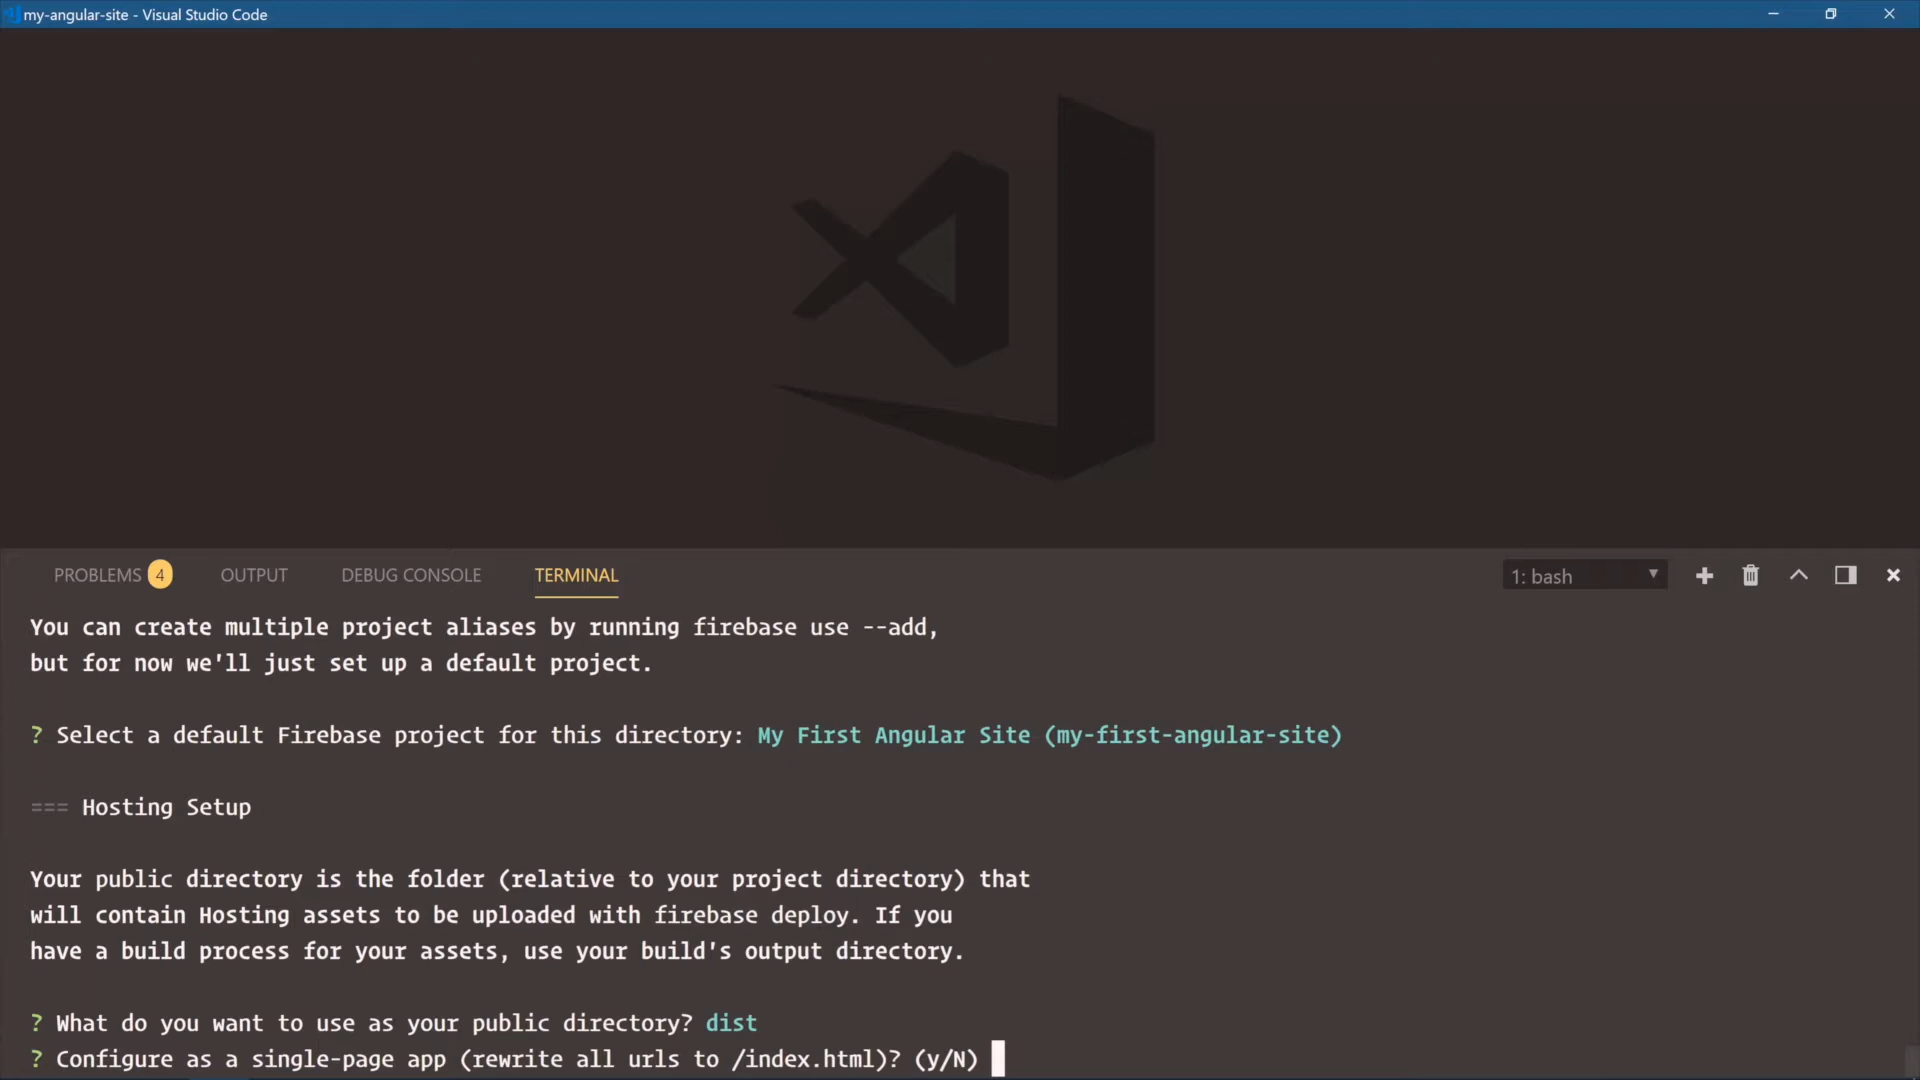 my-angular-site - Visual Studio Code
PROBLEMS 4 OUTPUT DEBUG CONSOLE TERMINAL 1: bash
You can create multiple project aliases by running firebase use --add,
but for now we'll just set up a default project.
? Select a default Firebase project for this directory: My First Angular Site (my-first-angular-site)
=== Hosting Setup
Your public directory is the folder (relative to your project directory) that
will contain Hosting assets to be uploaded with firebase deploy. If you
have a build process for your assets, use your build's output directory.
? What do you want to use as your public directory? dist
? Configure as a single-page app (rewrite all urls to /index.html)? (y/N)